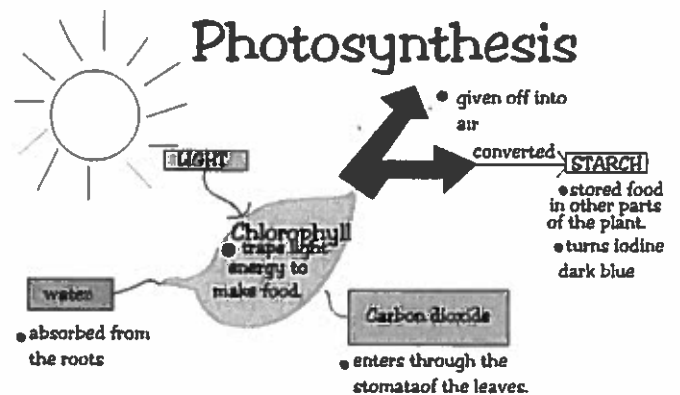 Photosynthesis
● given off into
air
LIGHT
converted
STARCH
● stored food
in other parts
of the plant.
● turns iodine
dark blue
Chlorophyll
● traps light
energy to
make food.
water
● absorbed from
the roots
Carbon dioxide
● enters through the
stomataof the leaves.